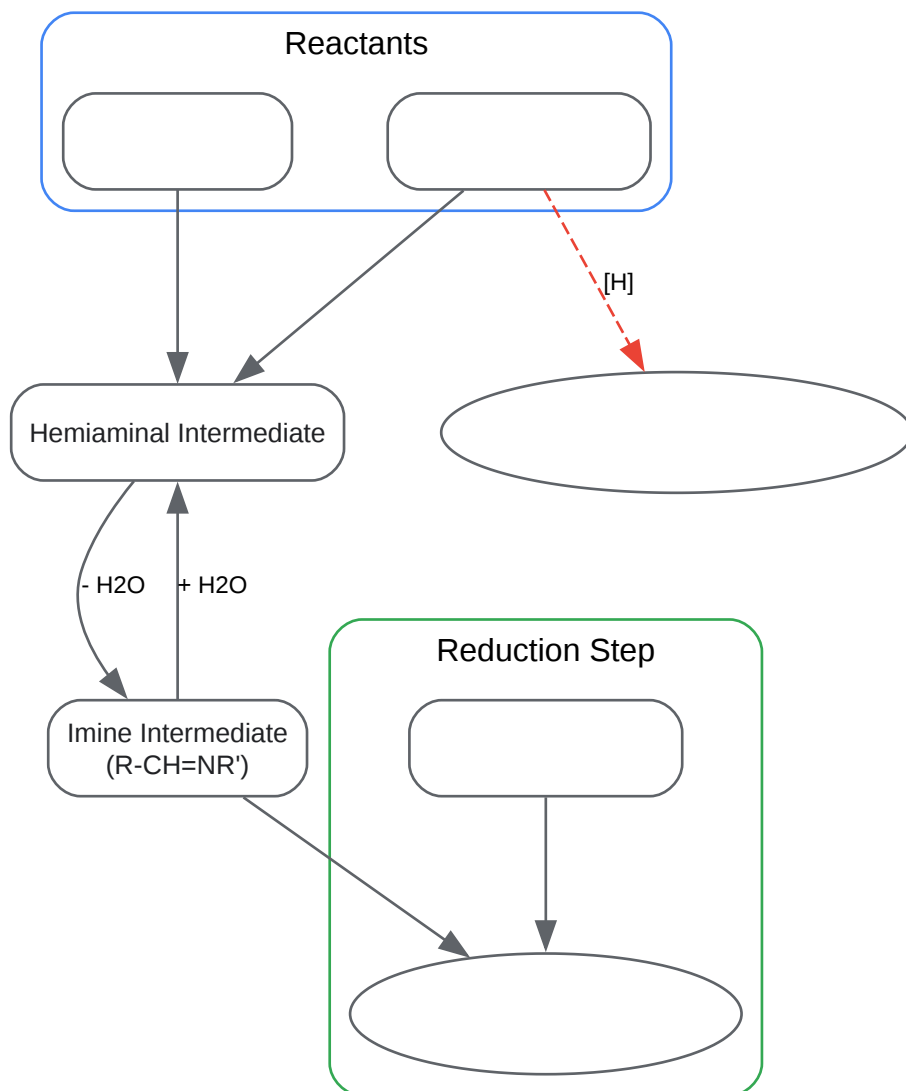 Reactants
[H]
Hemiaminal Intermediate
- H2O
+ H2O
Reduction Step
Imine Intermediate
(R-CH=NR')